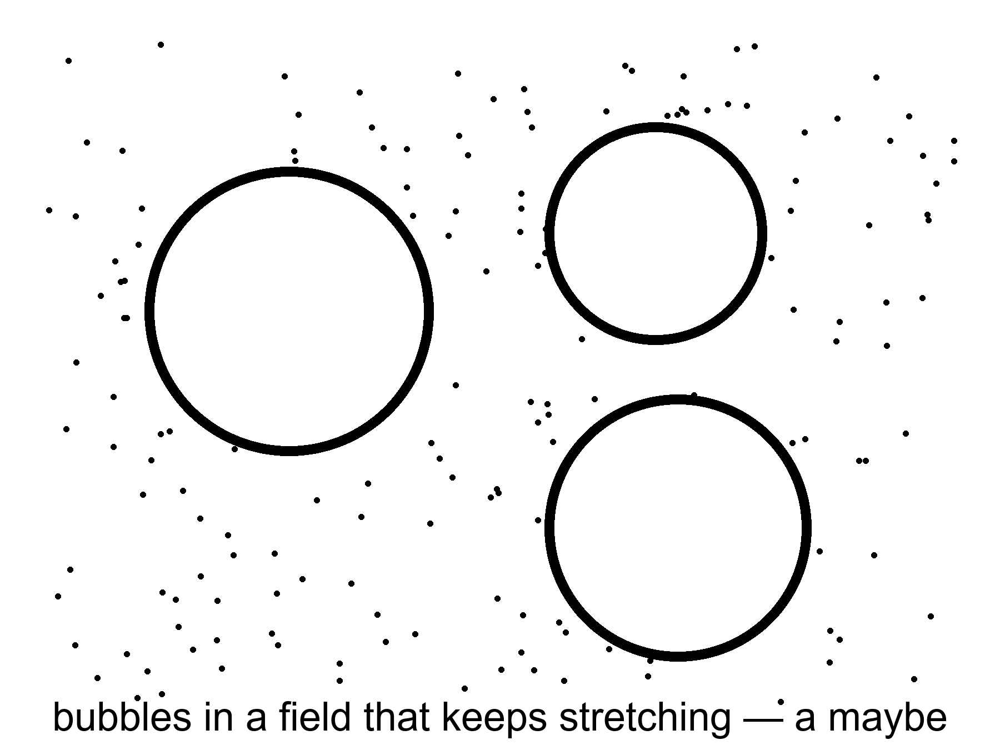 bubbles in a field that keeps stretching — a maybe